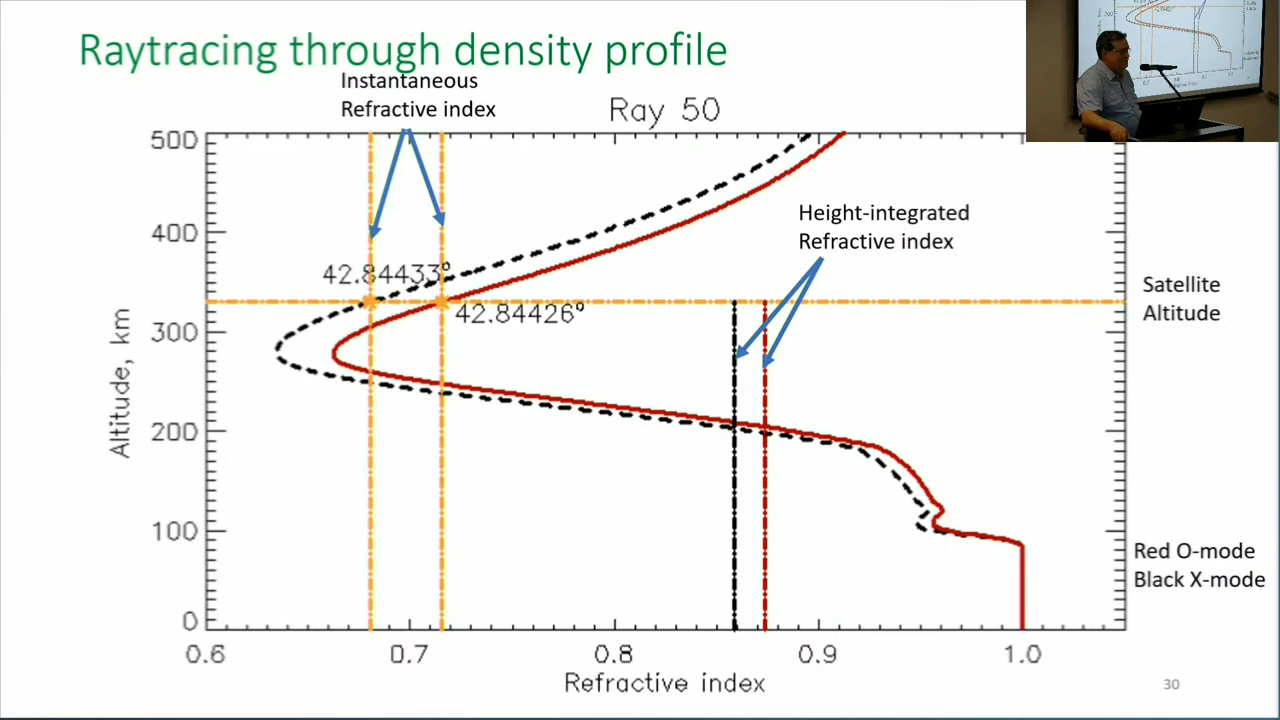 Raytracing through density profile
Instantaneous
Refractive index
Ray 50
500
400
300
200
100
0
Altitude, km
42.84433º
42.84426º
Height-integrated
Refractive index
Satellite
Altitude
Red O-mode
Black X-mode
0.6
0.7
0.8
0.9
1.0
Refractive index
30